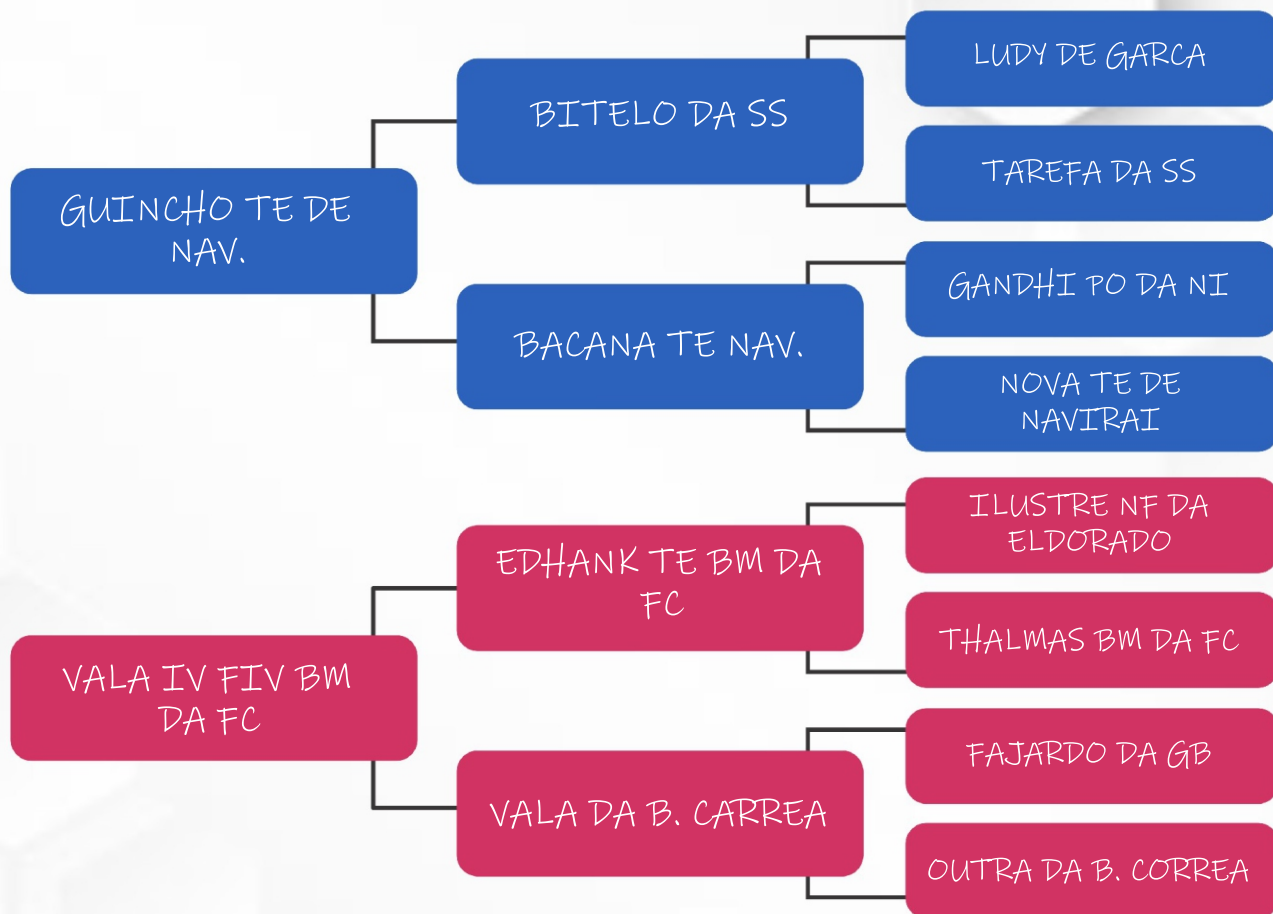 LUDY DE GARCA
BITELO DA SS
TAREFA DA SS
GUINCHO TE DE
NAV.
GANDHI PO DA NI
BACANA TE NAV.
NOVA TE DE
NAVIRAI
ILUSTRE NF DA
ELDORADO
EDHANK TE BM DA
FC
THALMAS BM DA FC
VALA IV FIV BM
DA FC
FAJARDO DA GB
VALA DA B. CARREA
OUTRA DA B. CORREA